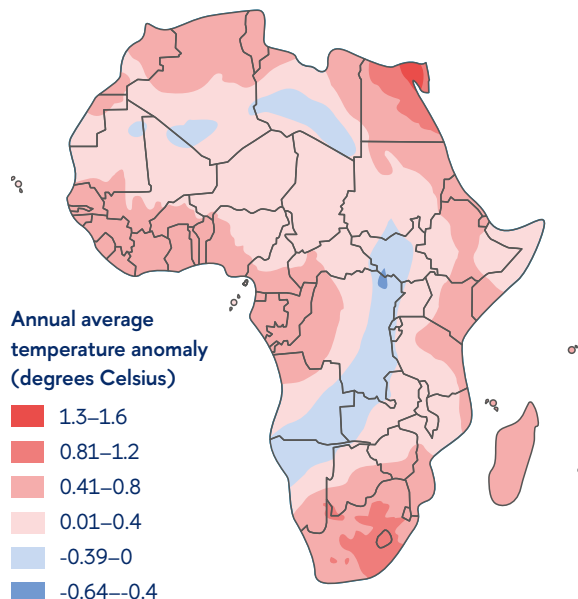 Annual average
temperature anomaly
(degrees Celsius)
1.3–1.6
0.81–1.2
0.41–0.8
0.01–0.4
-0.39–0
-0.64–-0.4